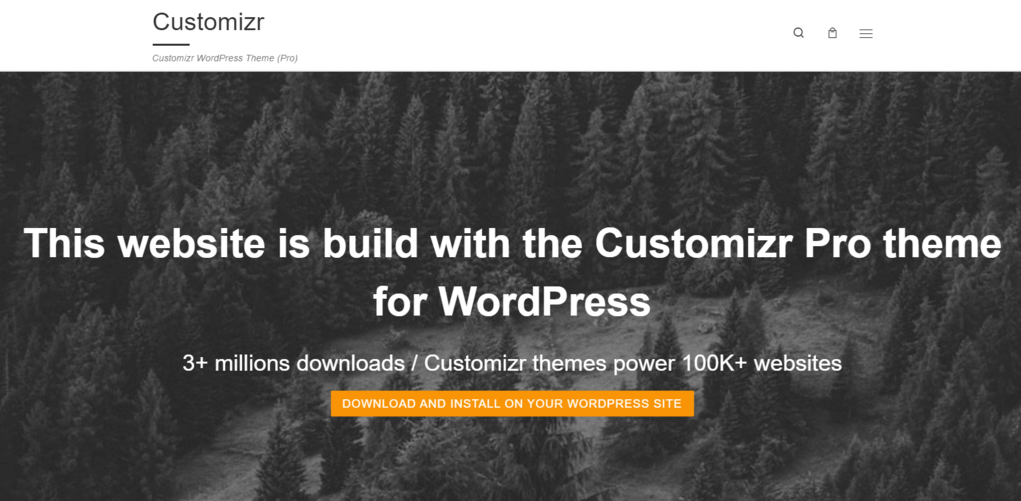 Customizr
Customizr WordPress Theme (Pro)
This website is build with the Customizr Pro theme
for WordPress
3+ millions downloads / Customizr themes power 100K+ websites
DOWNLOAD AND INSTALL ON YOUR WORDPRESS SITE